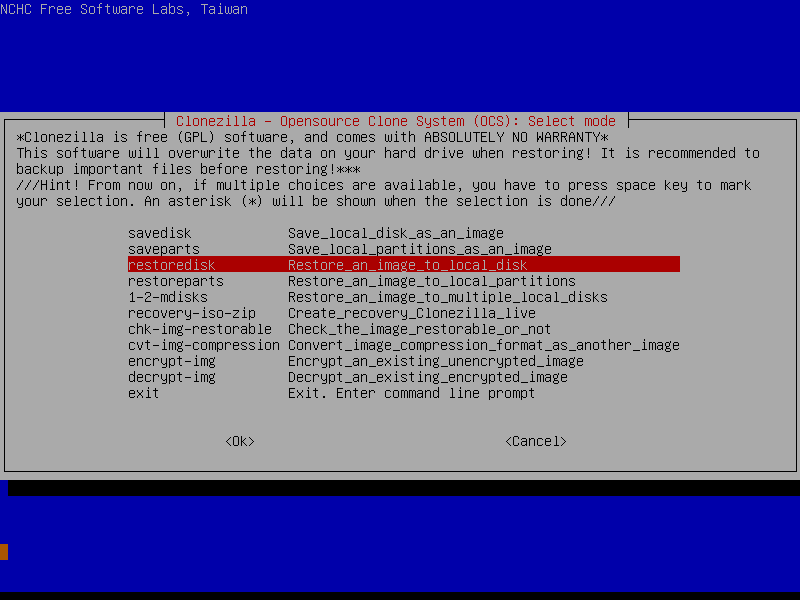 NCHC Free Software Labs, Taiwan
Clonezilla - Opensource Clone System (OCS): Select mode
*Clonezilla is free (GPL) software, and comes with ABSOLUTELY NO WARRANTY*
This software will overwrite the data on your hard drive when restoring! It is recommended to
backup important files before restoring!***
///Hint! From now on, if multiple choices are available, you have to press space key to mark
your selection. An asterisk (*) will be shown when the selection is done///
savedisk Save_local_disk_as_an_image
saveparts Save_local_partitions_as_an_image
restoredisk Restore_an_image_to_local_disk
restoreparts Restore_an_image_to_local_partitions
1-2-mdisks Restore_an_image_to_multiple_local_disks
recovery-iso-zip Create_recovery_Clonezilla_live
chk-img-restorable Check_the_image_restorable_or_not
cvt-img-compression Convert_image_compression_format_as_another_image
encrypt-img Encrypt_an_existing_unencrypted_image
decrypt-img Decrypt_an_existing_encrypted_image
exit Exit. Enter command line prompt
<Ok> <Cancel>